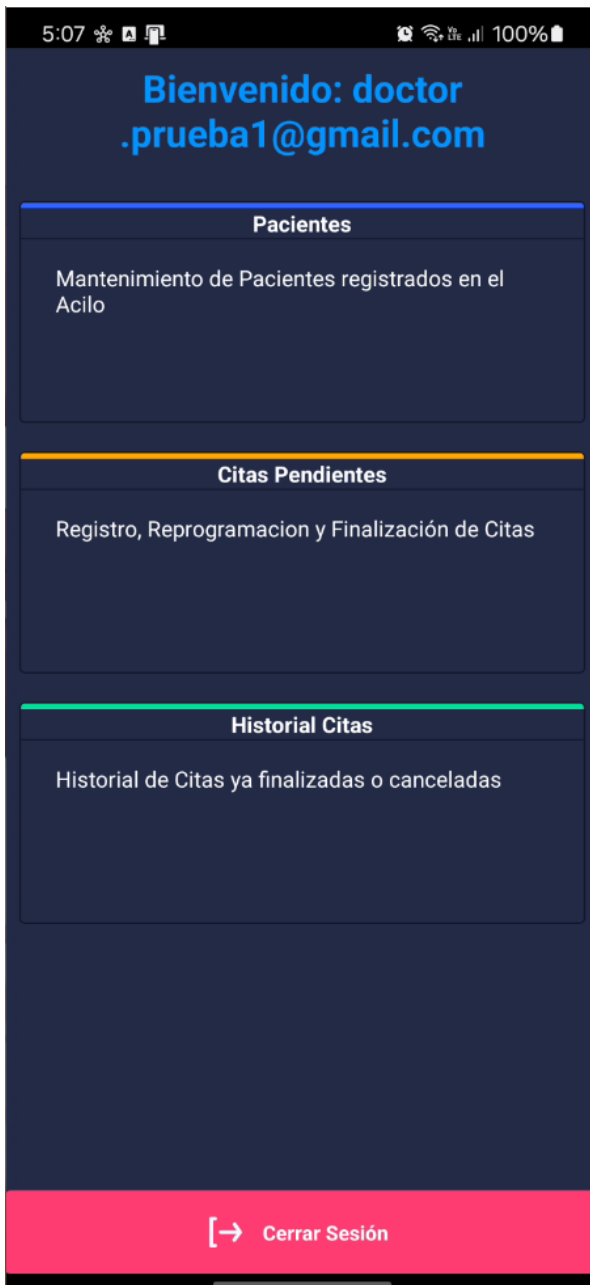 5:07
100%
Bienvenido: doctor
.prueba1@gmail.com
Pacientes
Mantenimiento de Pacientes registrados en el
Acilo
Citas Pendientes
Registro, Reprogramacion y Finalización de Citas
Historial Citas
Historial de Citas ya finalizadas o canceladas
Cerrar Sesión